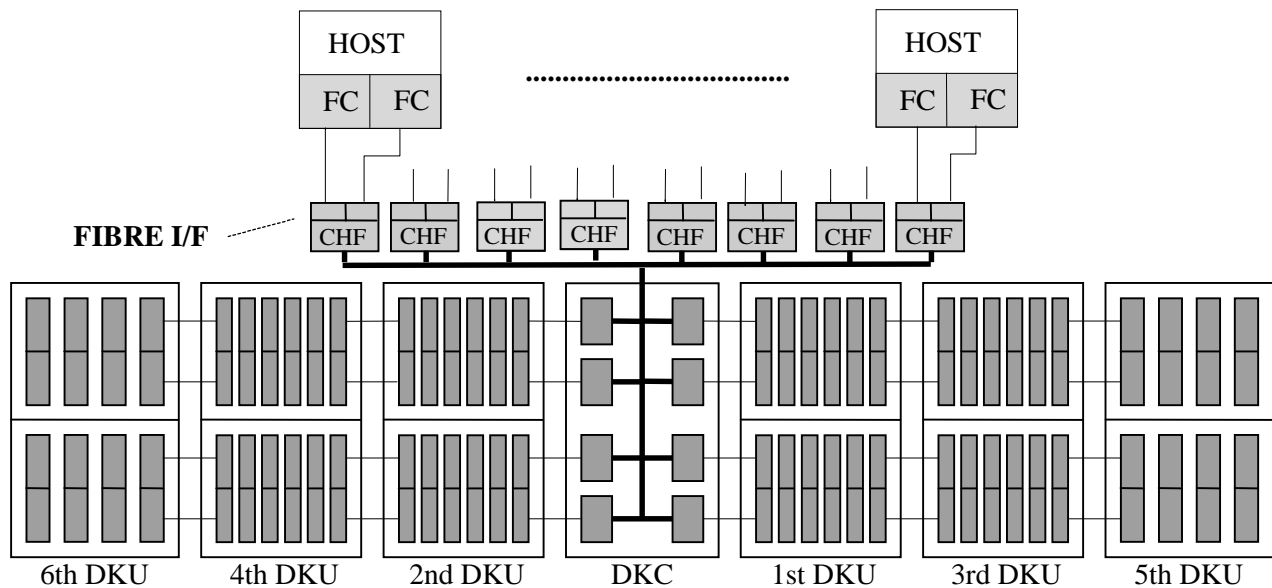 HOST HOST
FC FC FC FC
FIBRE I/F
CHF CHF CHF CHF CHF CHF CHF CHF
6th DKU 4th DKU 2nd DKU DKC 1st DKU 3rd DKU 5th DKU